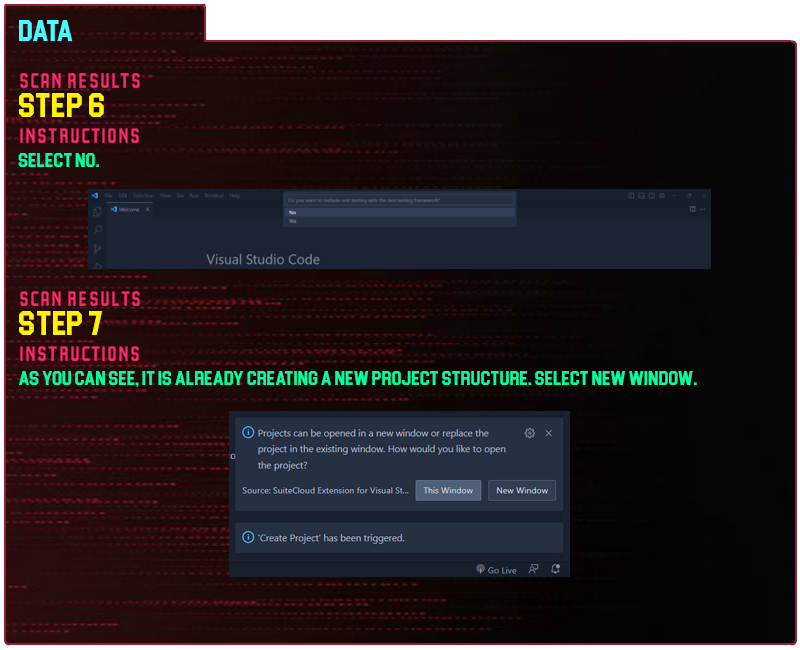 DATA
SCAN RESULTS
STEP 6
INSTRUCTIONS
SELECT NO.
File Edit Selection View Go Run Terminal Help
Do you want to include unit testing with the Jest testing framework?
Welcome
No
Yes
Visual Studio Code
SCAN RESULTS
STEP 7
INSTRUCTIONS
AS YOU CAN SEE, IT IS ALREADY CREATING A NEW PROJECT STRUCTURE. SELECT NEW WINDOW.
Projects can be opened in a new window or replace the
project in the existing window. How would you like to open
the project?
Source: SuiteCloud Extension for Visual St... This Window New Window
'Create Project' has been triggered.
Go Live